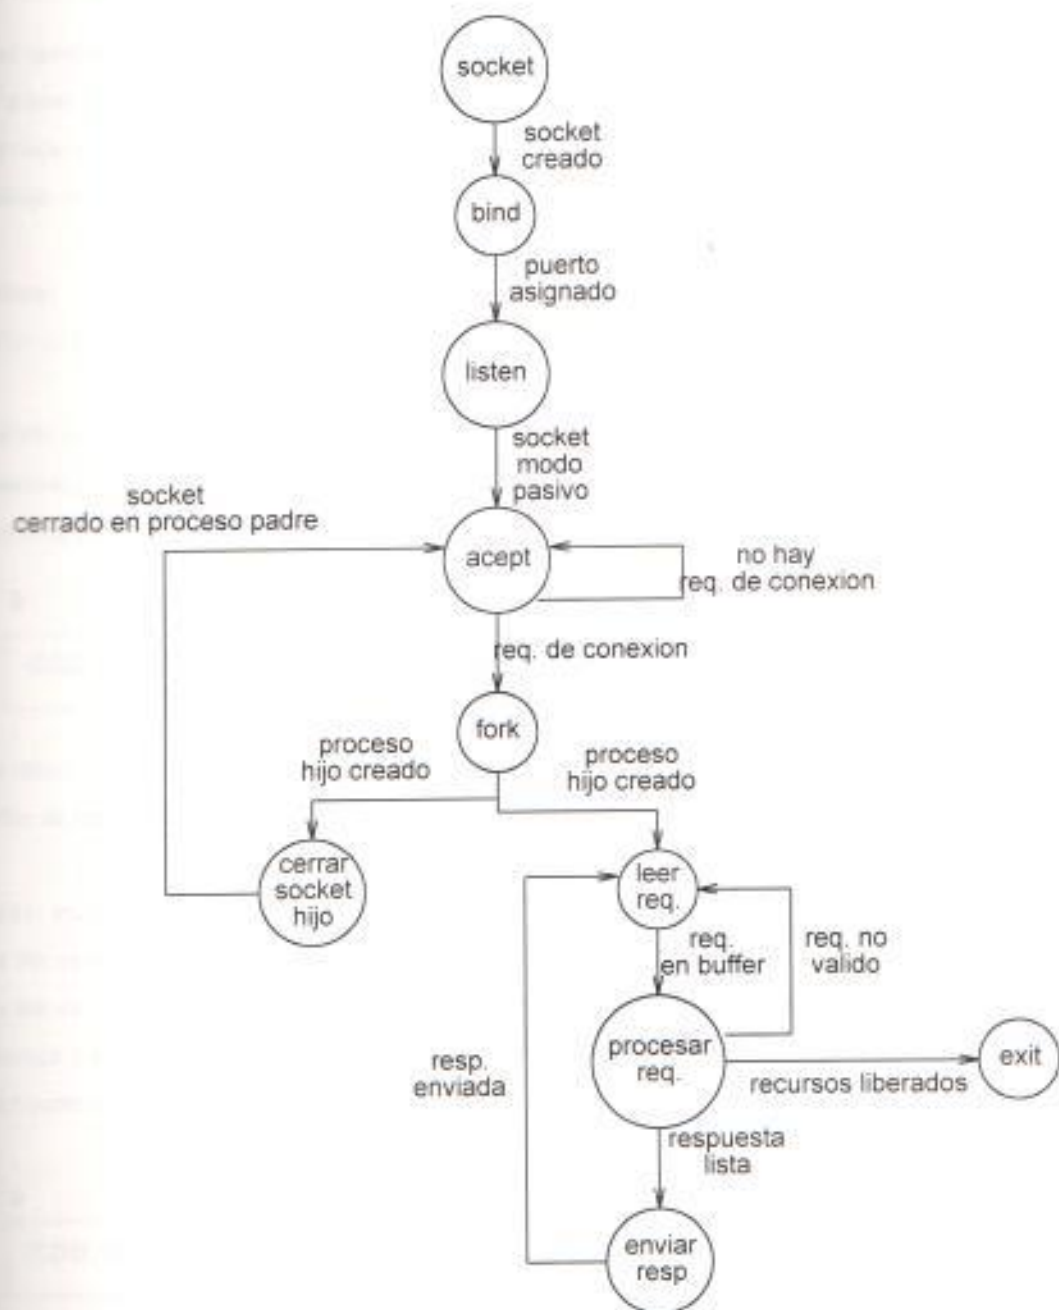 socket
socket
creado
bind
puerto
asignado
listen
socket
modo
pasivo
socket
cerrado en proceso padre
acept
no hay
req. de conexion
req. de conexion
fork
proceso
hijo creado
proceso
hijo creado
cerrar
socket
hijo
leer
req.
req.
en buffer
req. no
valido
procesar
req.
resp.
enviada
recursos liberados
exit
respuesta
lista
enviar
resp